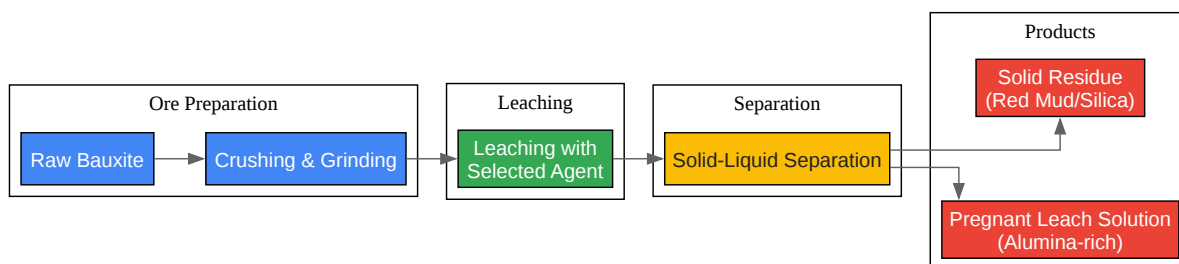 Ore Preparation
Raw Bauxite
Crushing & Grinding
Leaching
Leaching with
Selected Agent
Separation
Solid-Liquid Separation
Products
Solid Residue
(Red Mud/Silica)
Pregnant Leach Solution
(Alumina-rich)